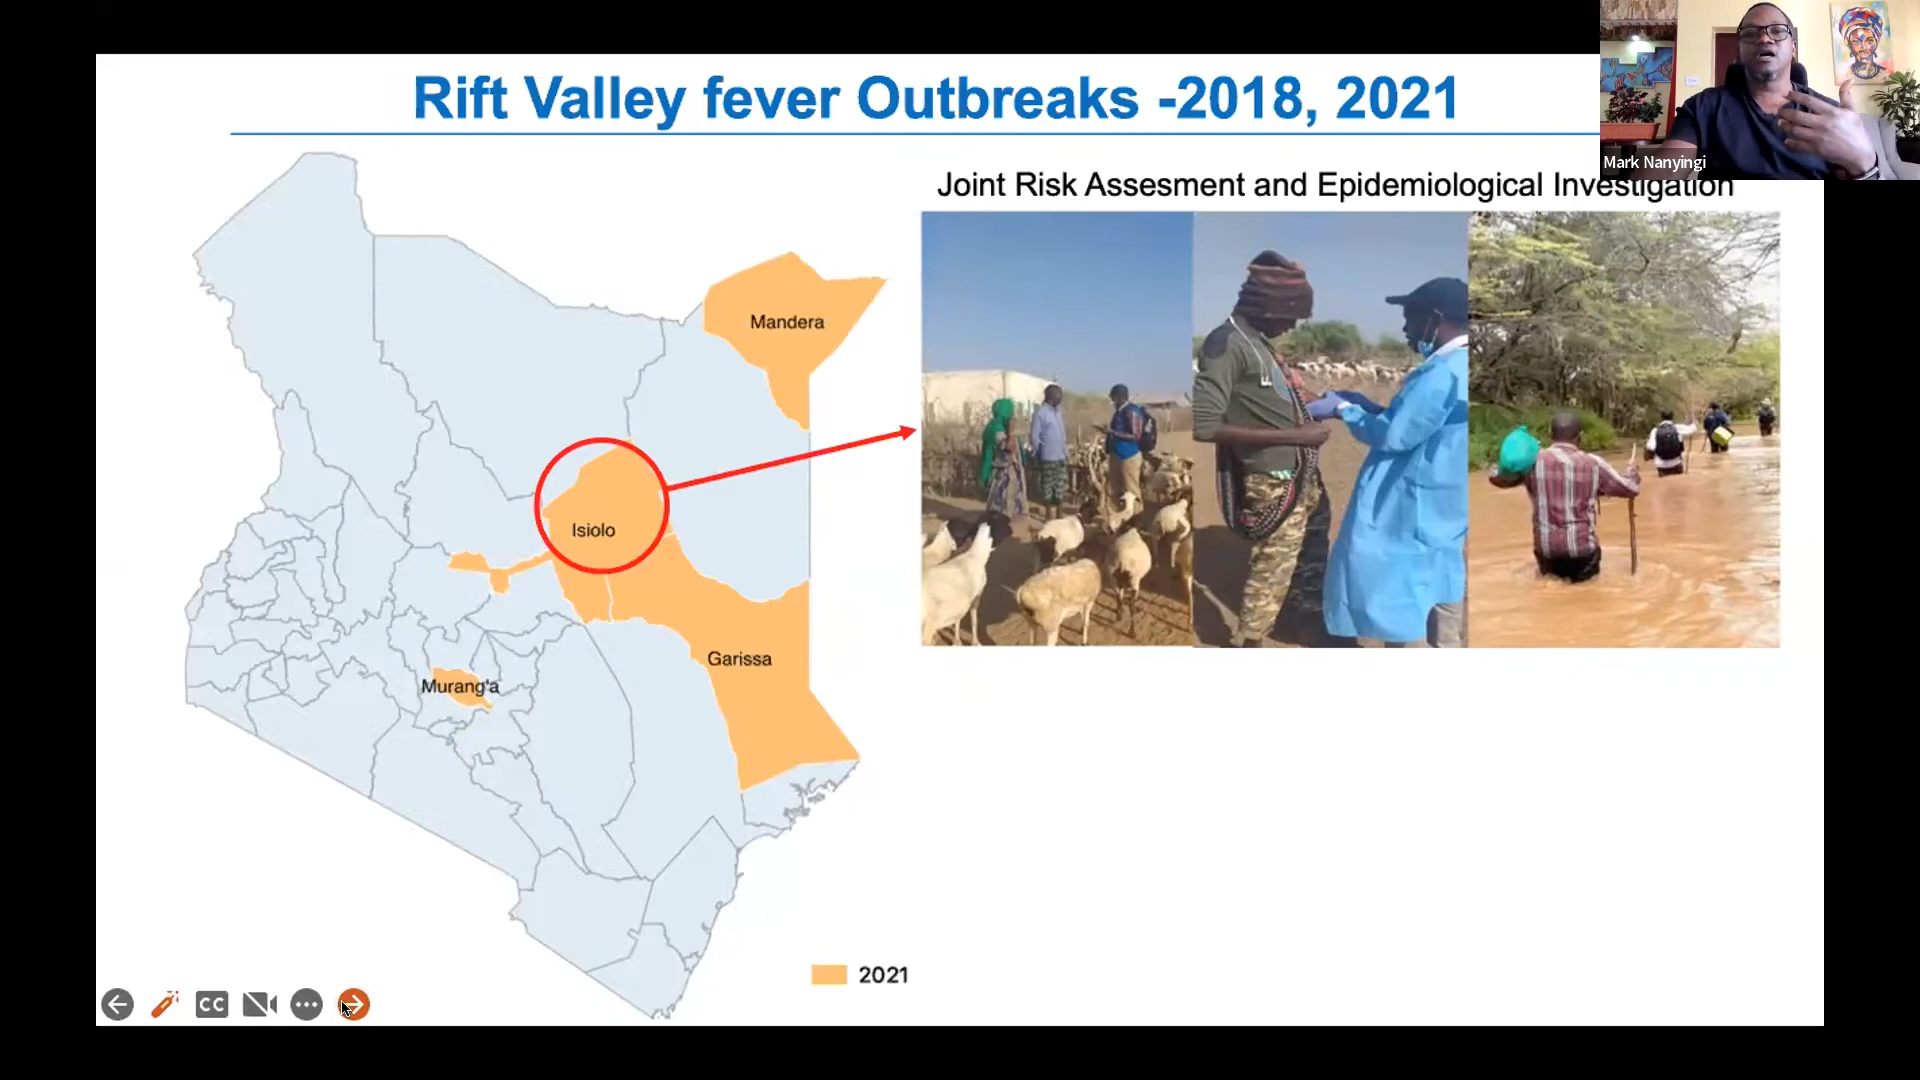 Rift Valley fever Outbreaks -2018, 2021
Mark Nanyingi
Joint Risk Assesment and Epidemiological Investigation
Mandera
Isiolo
Garissa
Murang'a
2021
CC